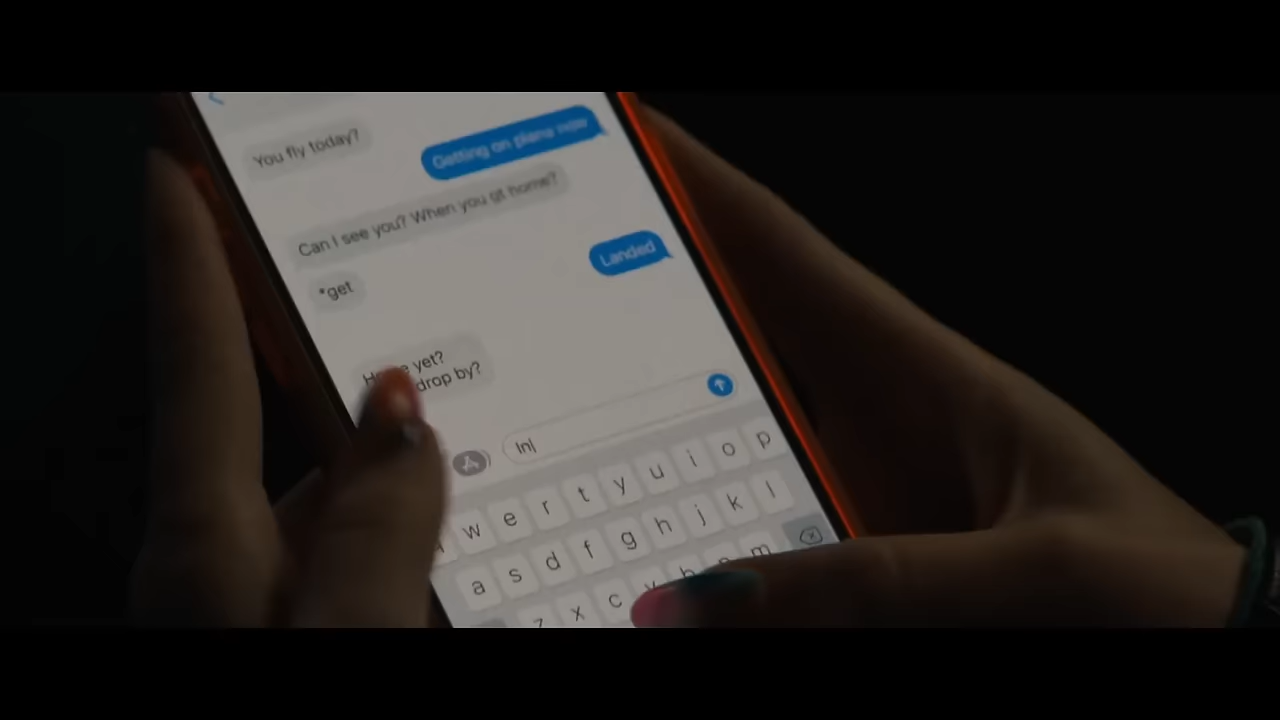 You fly today?
Getting on plane now
Can I see you? When you gt home?
Landed
*get
yet?
drop by?
In
w e r t y u i o p
a s d f g h j k l
z x c v b m